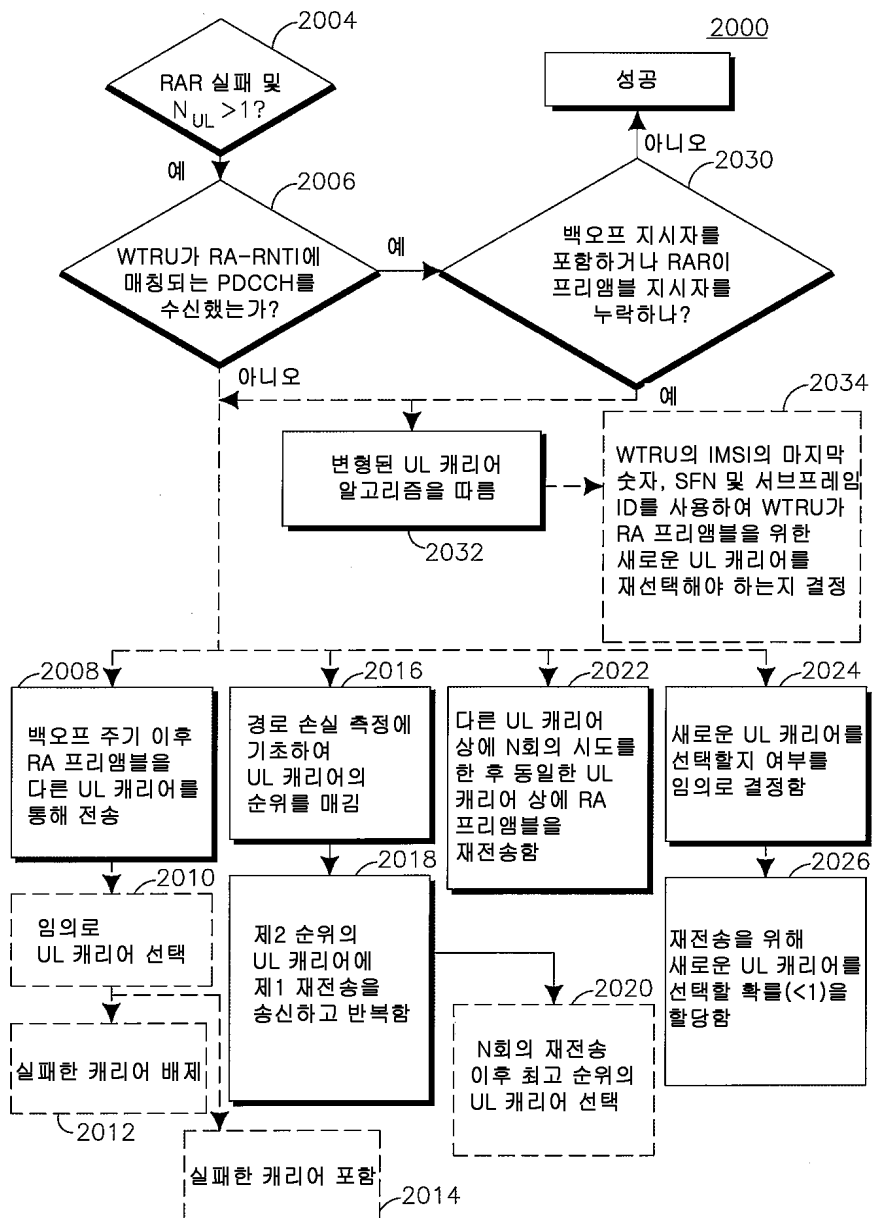 2004
2000
RAR 실패 및
N_UL >1?
성공
예
아니오
2006
2030
WTRU가 RA-RNTI에
매칭되는 PDCCH를
수신했는가?
예
백오프 지시자를
포함하거나 RAR이
프리앰블 지시자를
누락하나?
아니오
예
2034
변형된 UL 캐리어
알고리즘을 따름
2032
WTRU의 IMSI의 마지막
숫자, SFN 및 서브프레임
ID를 사용하여 WTRU가
RA 프리앰블을 위한
새로운 UL 캐리어를
재선택해야 하는지 결정
2008
백오프 주기 이후
RA 프리앰블을
다른 UL 캐리어를
통해 전송
2016
경로 손실 측정에
기초하여
UL 캐리어의
순위를 매김
2022
다른 UL 캐리어
상에 N회의 시도를
한 후 동일한 UL
캐리어 상에 RA
프리앰블을
재전송함
2024
새로운 UL 캐리어를
선택할지 여부를
임의로 결정함
2010
임의로
UL 캐리어 선택
2018
제2 순위의
UL 캐리어에
제1 재전송을
송신하고 반복함
2026
재전송을 위해
새로운 UL 캐리어를
선택할 확률(<1)을
할당함
2020
N회의 재전송
이후 최고 순위의
UL 캐리어 선택
실패한 캐리어 배제
2012
실패한 캐리어 포함
2014